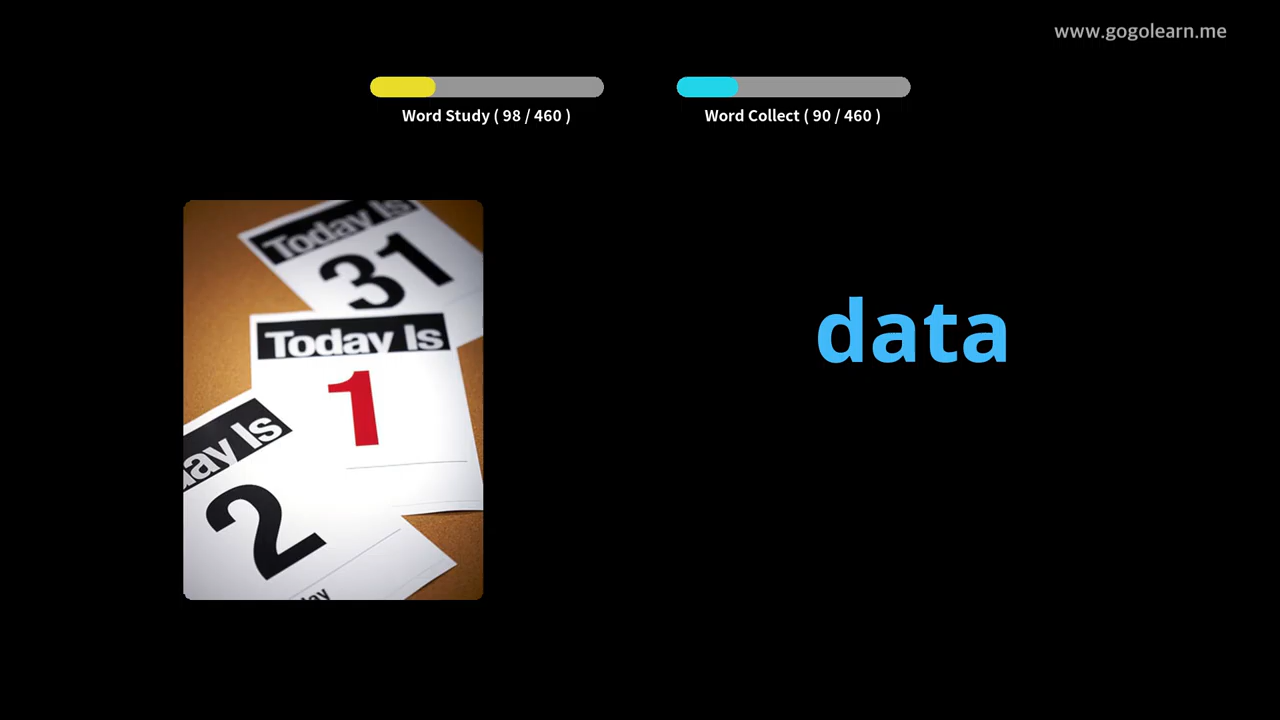 www.gogolearn.me
Word Study ( 98 / 460 )
Word Collect ( 90 / 460 )
Today Is
31
Today Is
1
day Is
2
data